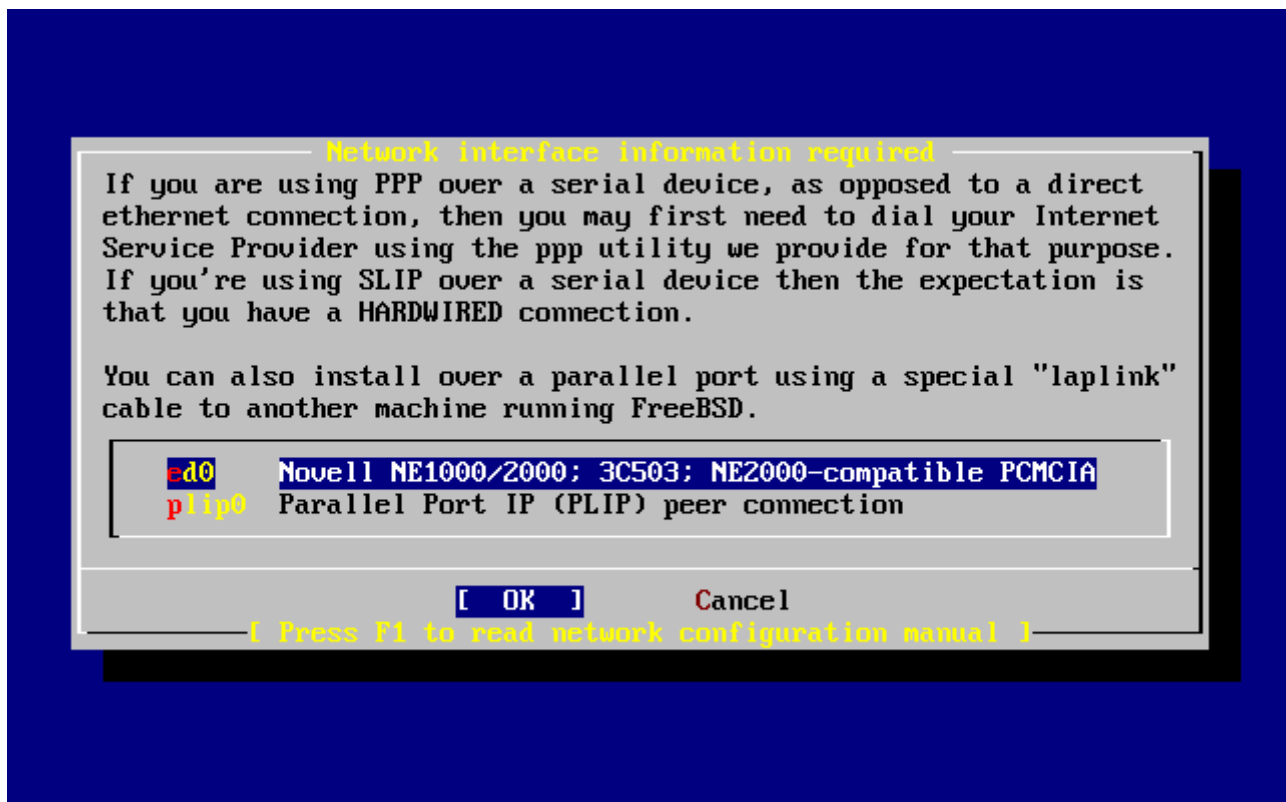 Network interface information required
If you are using PPP over a serial device, as opposed to a direct
ethernet connection, then you may first need to dial your Internet
Service Provider using the ppp utility we provide for that purpose.
If you're using SLIP over a serial device then the expectation is
that you have a HARDWIRED connection.
You can also install over a parallel port using a special "laplink"
cable to another machine running FreeBSD.
ed0 Novell NE1000/2000; 3C503; NE2000-compatible PCMCIA
plip0 Parallel Port IP (PLIP) peer connection
[ OK ] Cancel
[ Press F1 to read network configuration manual ]